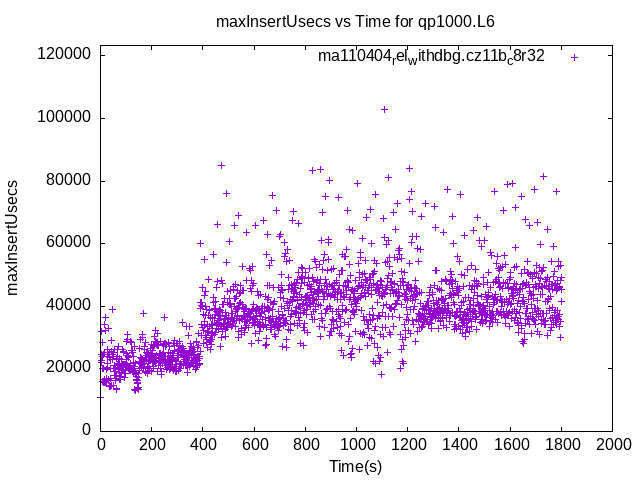 maxInsertUsecs vs Time for qp1000.L6
ma110404relwithdbg.cz11bc8r32
120000
100000
80000
60000
40000
20000
0
maxInsertUsecs
0 200 400 600 800 1000 1200 1400 1600 1800 2000
Time(s)